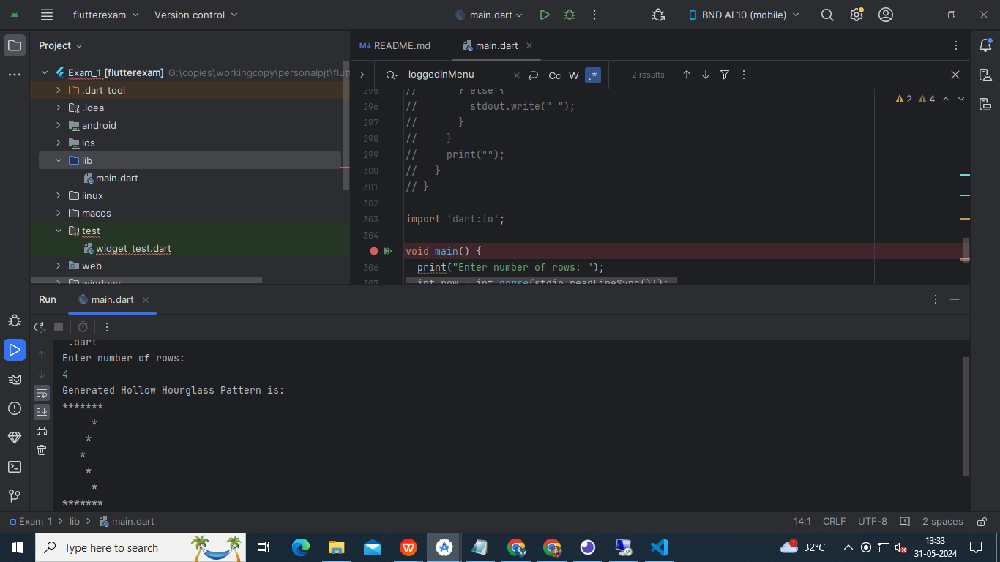 flutterexam
Version control
main.dart
BND AL10 (mobile)
Project
M↓ README.md
main.dart
Exam_1 [flutterexam] G:\copies\workingcopy\personalpjt\flutt
.dart_tool
.idea
android
ios
lib
main.dart
linux
macos
test
widget_test.dart
web
windows
loggedInMenu
Cc W .*
2 results
2 4
295 // } else {
296 // stdout.write(" ");
297 // }
298 // }
299 // print("");
300 // }
301 // }
302
303 import 'dart:io';
304
void main() {
306 print("Enter number of rows: ");
307 int row = int.parse(stdin.readLineSync()!);
Run
main.dart
.dart
Enter number of rows:
4
Generated Hollow Hourglass Pattern is:
*******
     *
    *
   *
    *
     *
*******
Exam_1 > lib > main.dart
14:1 CRLF UTF-8 2 spaces
Type here to search
1
32°C
13:33
31-05-2024